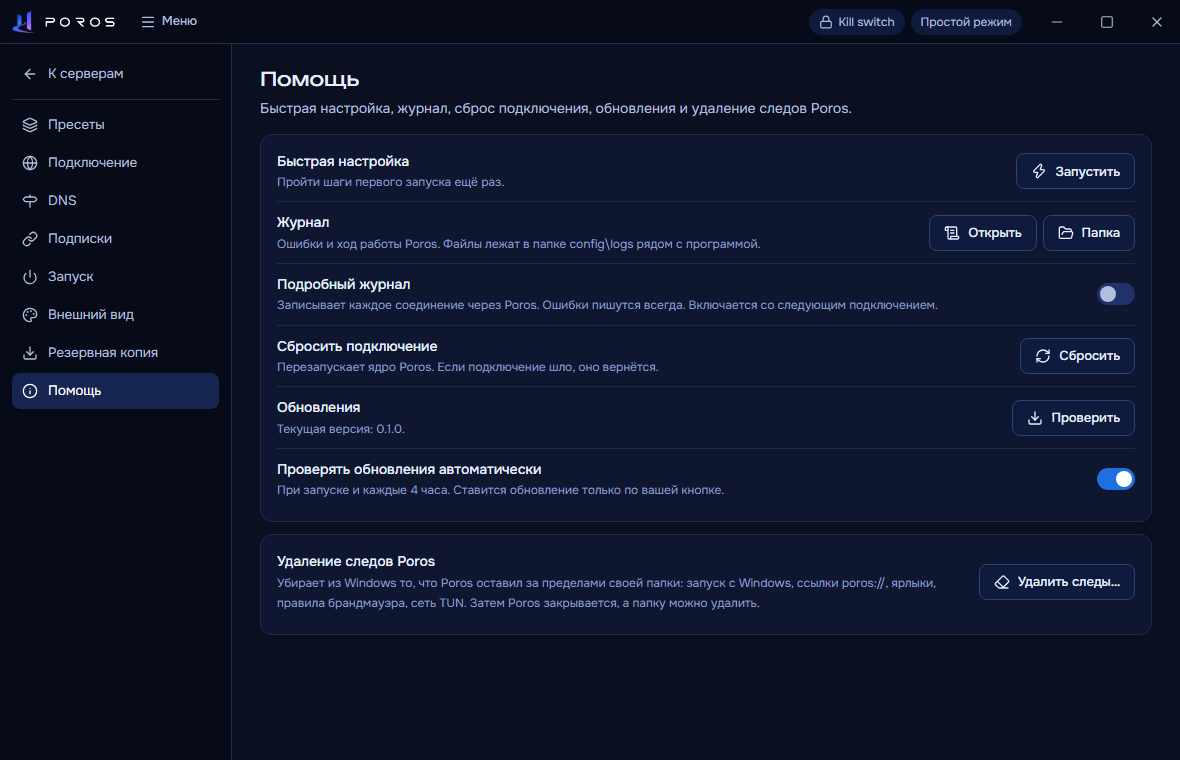 POROS
Меню
Kill switch
Простой режим
К серверам
Пресеты
Подключение
DNS
Подписки
Запуск
Внешний вид
Резервная копия
Помощь
Помощь
Быстрая настройка, журнал, сброс подключения, обновления и удаление следов Poros.
Быстрая настройка
Пройти шаги первого запуска ещё раз.
Запустить
Журнал
Ошибки и ход работы Poros. Файлы лежат в папке config\logs рядом с программой.
Открыть
Папка
Подробный журнал
Записывает каждое соединение через Poros. Ошибки пишутся всегда. Включается со следующим подключением.
Сбросить подключение
Перезапускает ядро Poros. Если подключение шло, оно вернётся.
Сбросить
Обновления
Текущая версия: 0.1.0.
Проверить
Проверять обновления автоматически
При запуске и каждые 4 часа. Ставится обновление только по вашей кнопке.
Удаление следов Poros
Убирает из Windows то, что Poros оставил за пределами своей папки: запуск с Windows, ссылки poros://, ярлыки,
правила брандмауэра, сеть TUN. Затем Poros закрывается, а папку можно удалить.
Удалить следы...